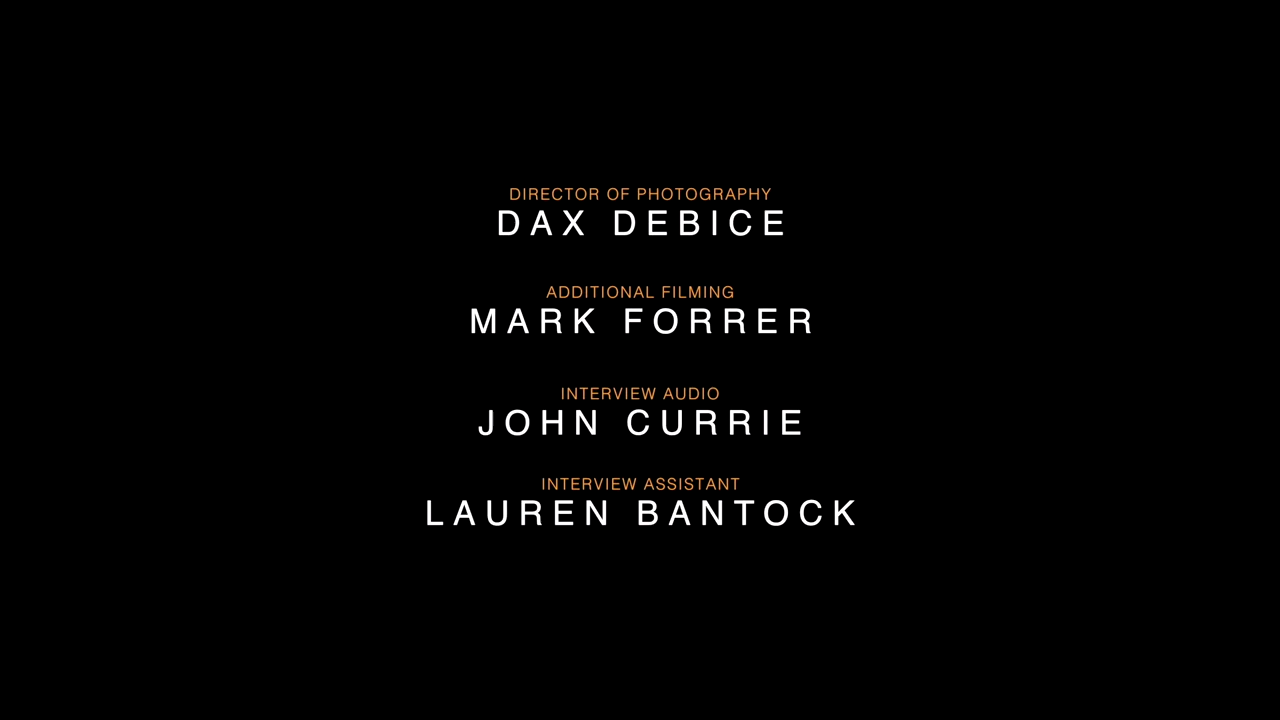 DIRECTOR OF PHOTOGRAPHY
DAX DEBICE
ADDITIONAL FILMING
MARK FORRER
INTERVIEW AUDIO
JOHN CURRIE
INTERVIEW ASSISTANT
LAUREN BANTOCK